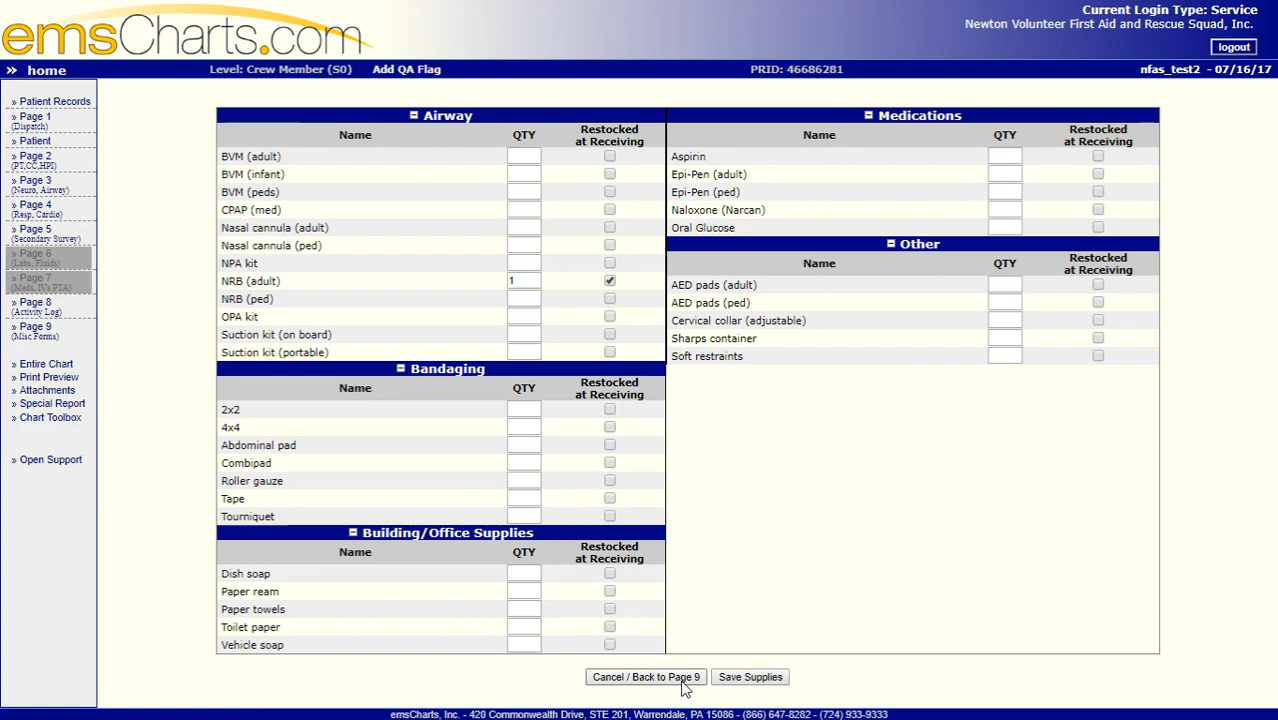 emsCharts.com
Current Login Type: Service
Newton Volunteer First Aid and Rescue Squad, Inc.
logout
» home
Level: Crew Member (S0)
Add QA Flag
PRID: 46686281
nfas_test2 - 07/16/17
» Patient Records
» Page 1
(Dispatch)
» Patient
» Page 2
(PT,CC,HPI)
» Page 3
(Neuro, Airway)
» Page 4
(Resp, Cardio)
» Page 5
(Secondary Survey)
» Page 6
(Labs, Fluids)
» Page 7
(Meds, IVs PTA)
» Page 8
(Activity Log)
» Page 9
(Misc Forms)
» Entire Chart
» Print Preview
» Attachments
» Special Report
» Chart Toolbox
» Open Support
Airway
Name QTY Restocked at Receiving
BVM (adult)
BVM (infant)
BVM (peds)
CPAP (med)
Nasal cannula (adult)
Nasal cannula (ped)
NPA kit
NRB (adult) 1
NRB (ped)
OPA kit
Suction kit (on board)
Suction kit (portable)
Bandaging
Name QTY Restocked at Receiving
2x2
4x4
Abdominal pad
Combipad
Roller gauze
Tape
Tourniquet
Building/Office Supplies
Name QTY Restocked at Receiving
Dish soap
Paper ream
Paper towels
Toilet paper
Vehicle soap
Medications
Name QTY Restocked at Receiving
Aspirin
Epi-Pen (adult)
Epi-Pen (ped)
Naloxone (Narcan)
Oral Glucose
Other
Name QTY Restocked at Receiving
AED pads (adult)
AED pads (ped)
Cervical collar (adjustable)
Sharps container
Soft restraints
Cancel / Back to Page 9
Save Supplies
emsCharts, Inc. - 420 Commonwealth Drive, STE 201, Warrendale, PA 15086 - (866) 647-8282 - (724) 933-9333